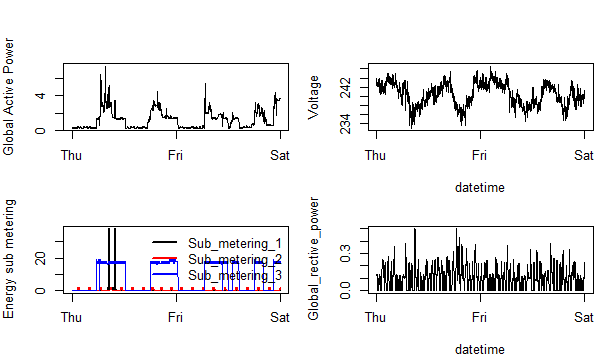 Global Active Power
0 4
Thu Fri Sat
Voltage
234 242
Thu Fri Sat
datetime
Energy sub metering
0 20
Sub_metering_1
Sub_metering_2
Sub_metering_3
Thu Fri Sat
Global_rective_power
0.0 0.3
Thu Fri Sat
datetime